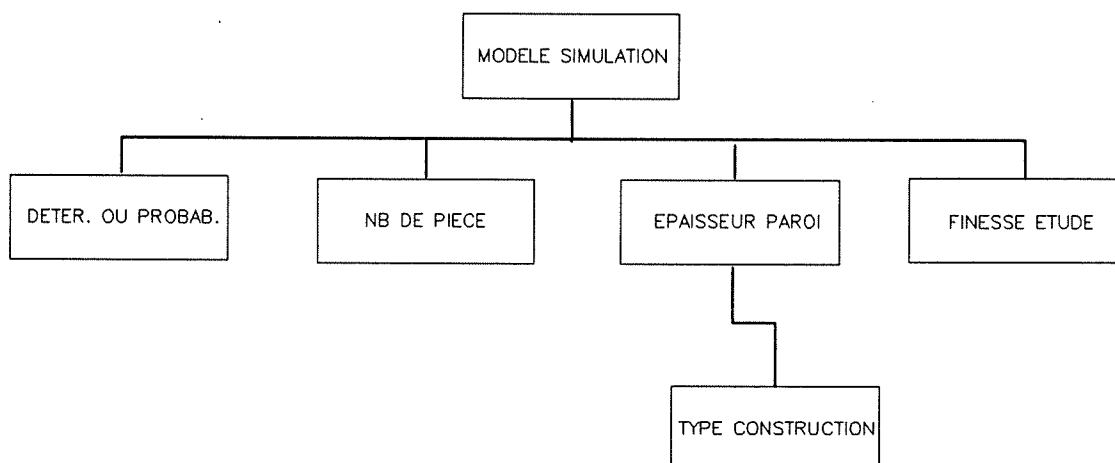 MODELE SIMULATION
DETER. OU PROBAB.
NB DE PIECE
EPAISSEUR PAROI
FINESSE ETUDE
TYPE CONSTRUCTION